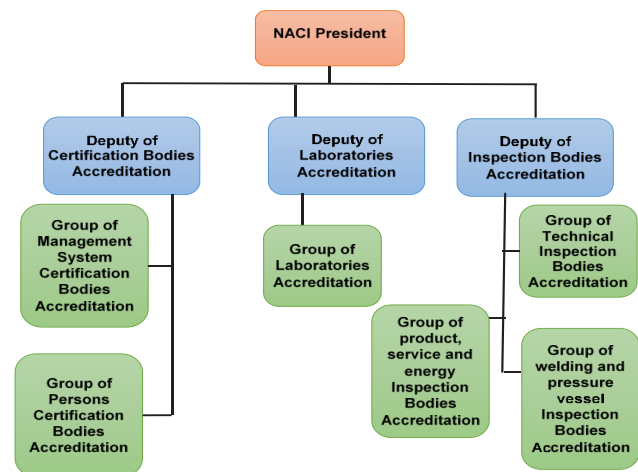 NACI President
Deputy of
Certification Bodies
Accreditation
Deputy of
Laboratories
Accreditation
Deputy of
Inspection Bodies
Accreditation
Group of
Management
System
Certification
Bodies
Accreditation
Group of
Persons
Certification
Bodies
Accreditation
Group of
Laboratories
Accreditation
Group of
Technical
Inspection
Bodies
Accreditation
Group of
product,
service and
energy
Inspection
Bodies
Accreditation
Group of
welding and
pressure
vessel
Inspection
Bodies
Accreditation